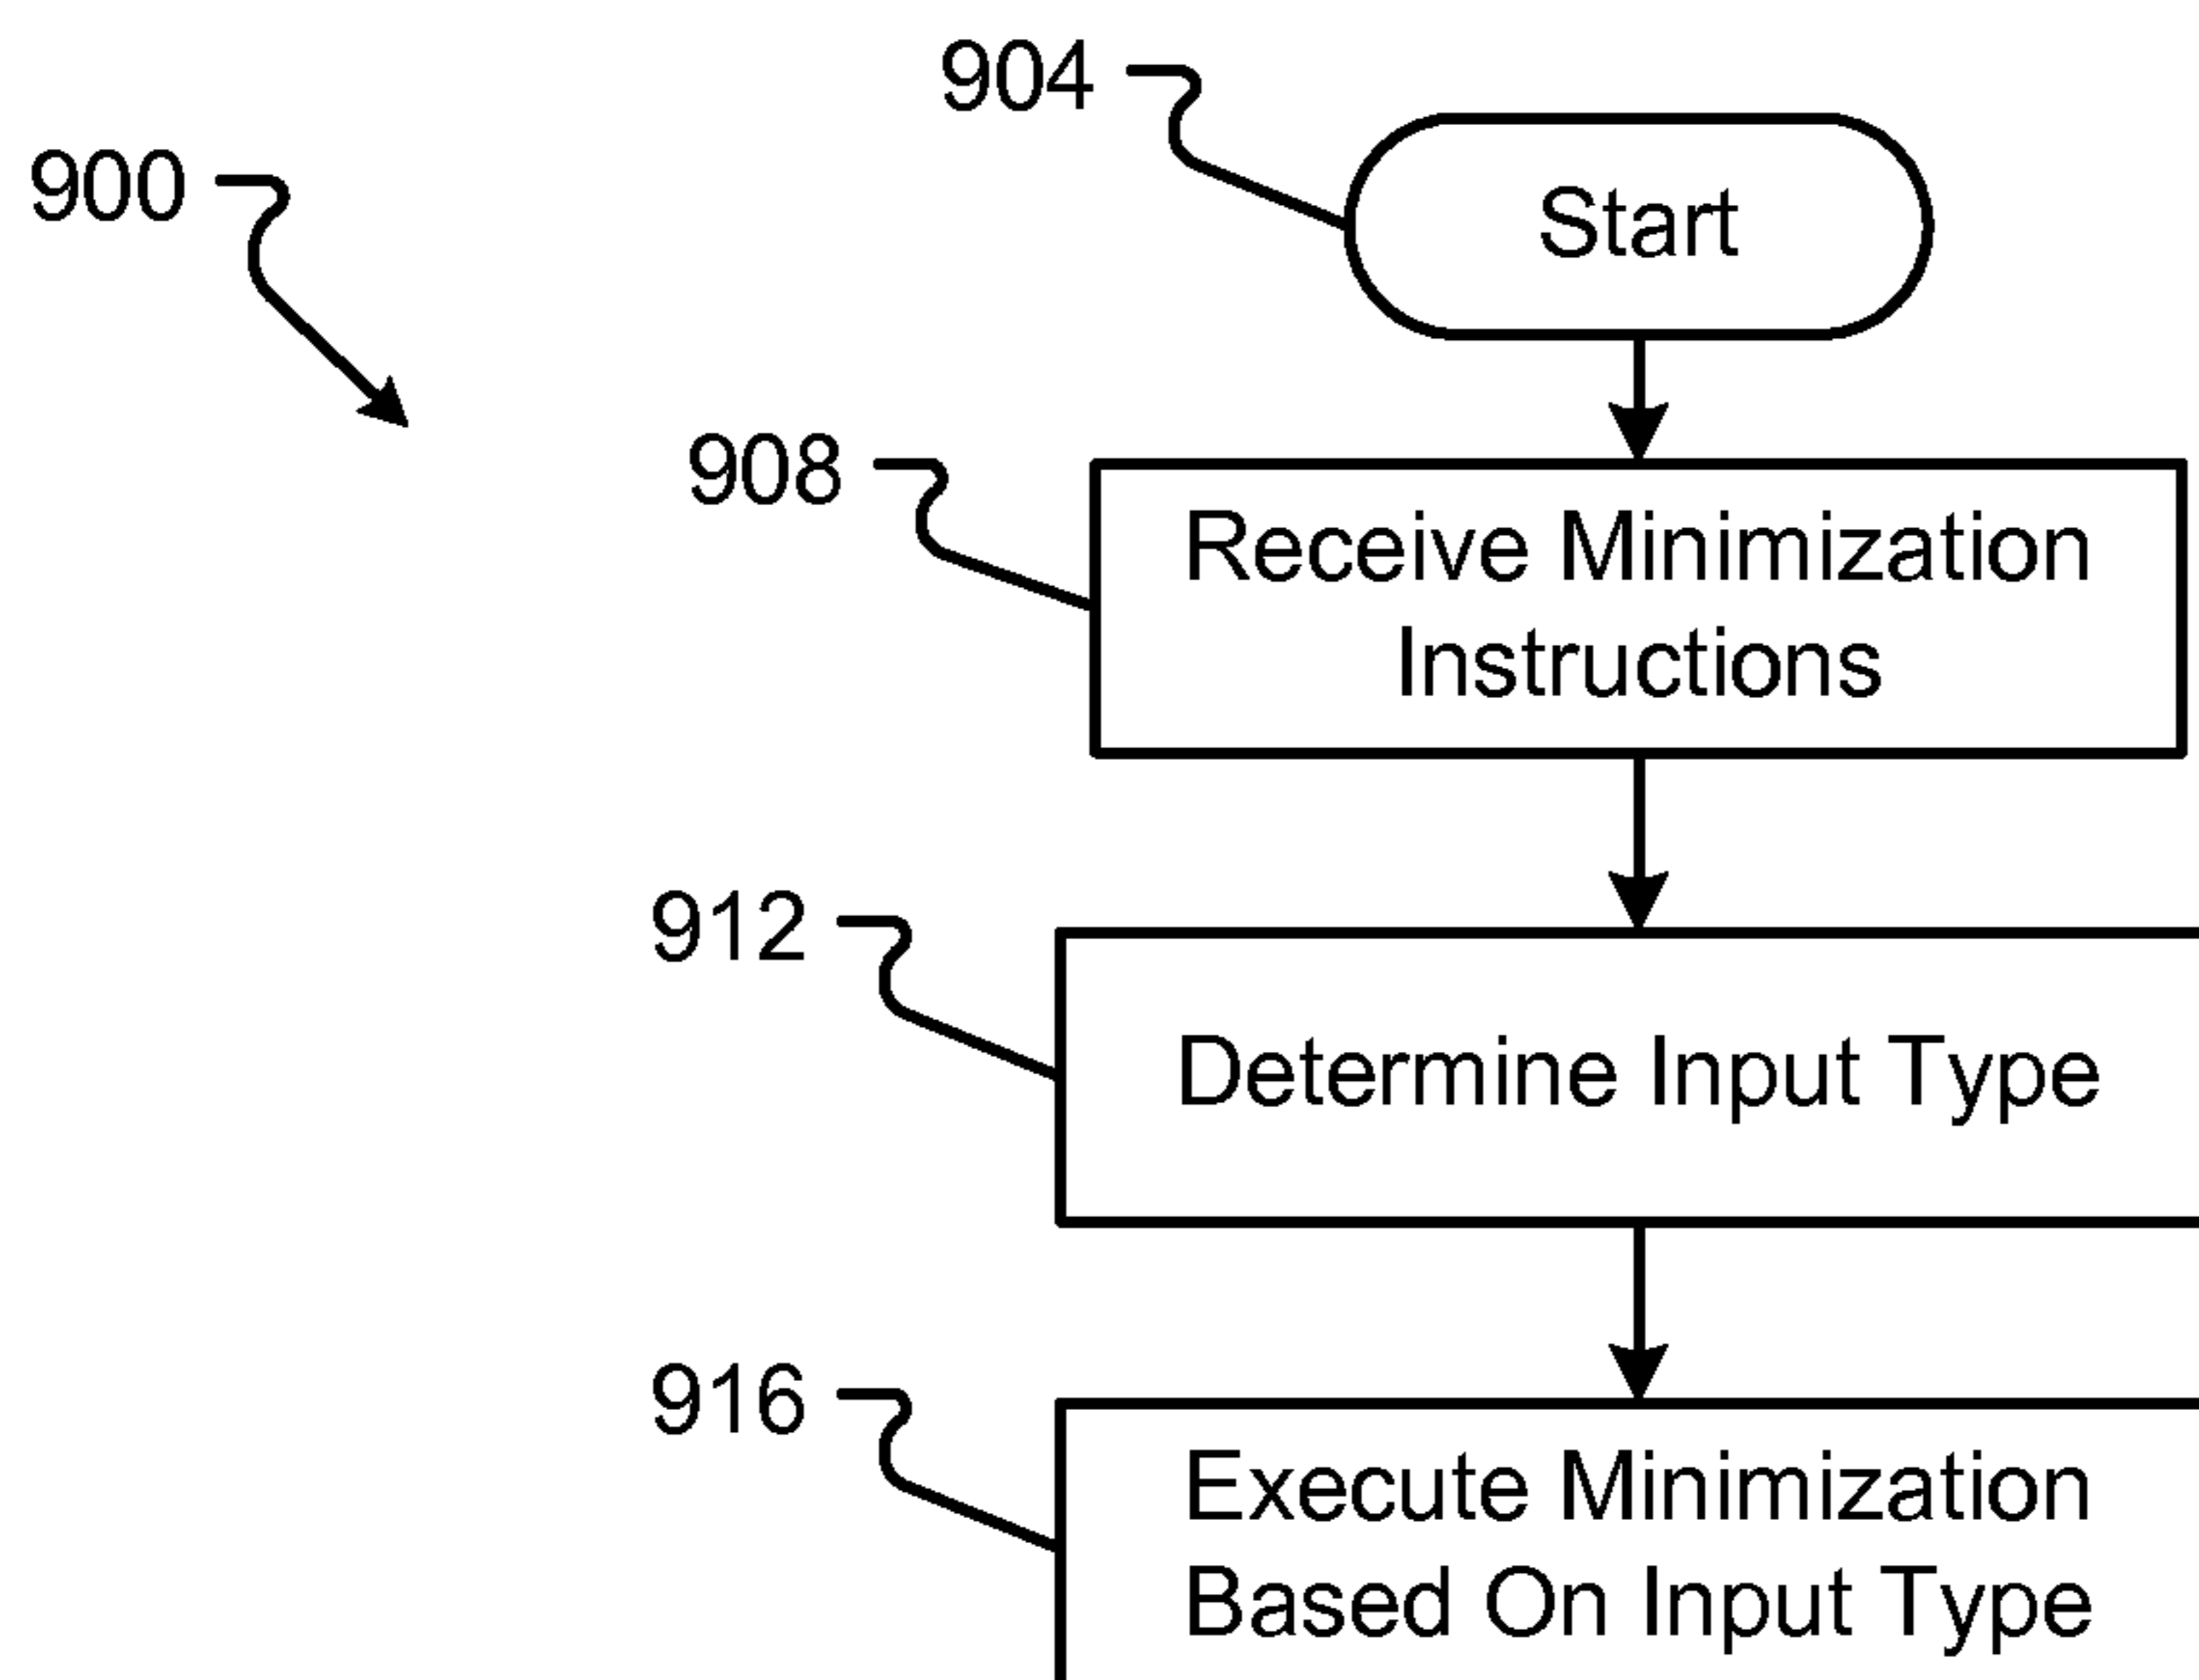 904
900
Start
908
Receive Minimization
Instructions
912
Determine Input Type
916
Execute Minimization
Based On Input Type